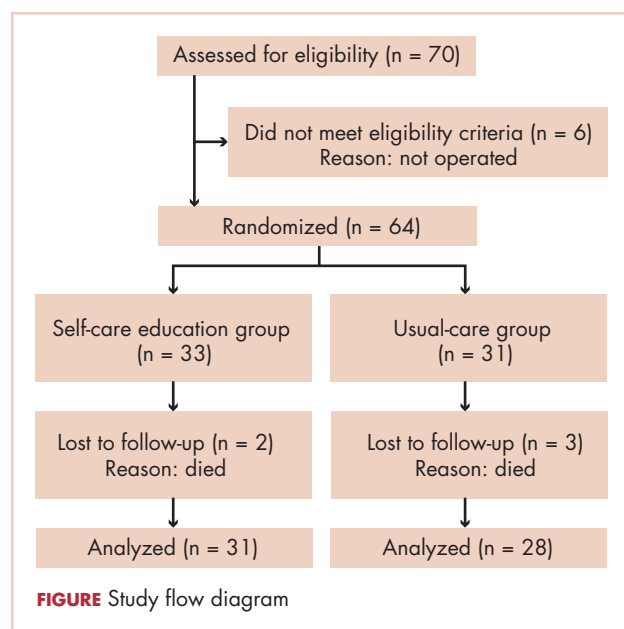 Assessed for eligibility (n = 70)
Did not meet eligibility criteria (n = 6)
Reason: not operated
Randomized (n = 64)
Self-care education group
(n = 33)
Usual-care group
(n = 31)
Lost to follow-up (n = 2)
Reason: died
Lost to follow-up (n = 3)
Reason: died
Analyzed (n = 31)
Analyzed (n = 28)
FIGURE Study flow diagram